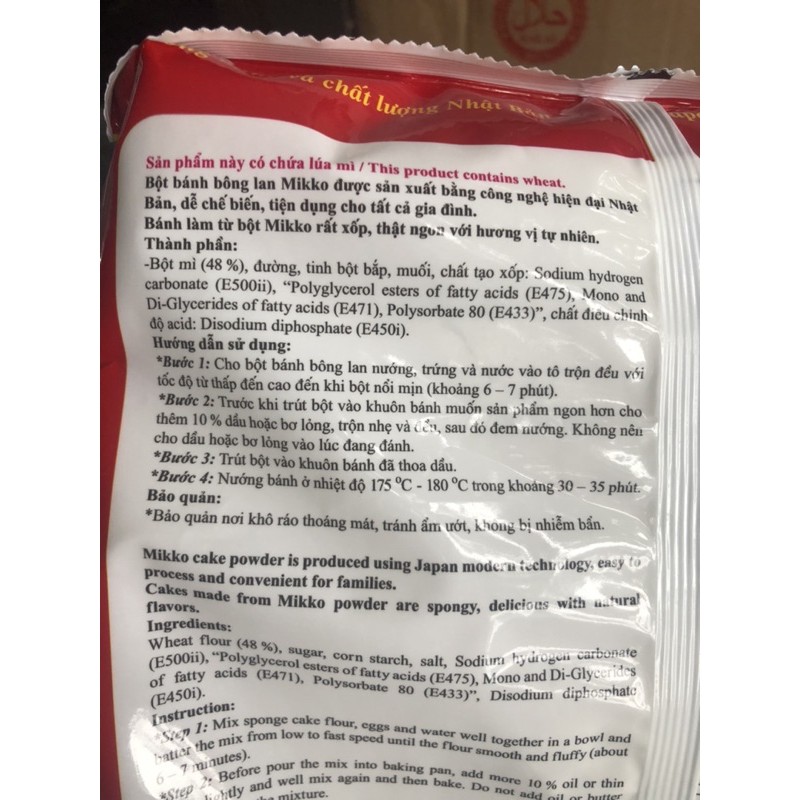 chất lượng Nhật Bản
Sản phẩm này có chứa lúa mì / This product contains wheat.
Bột bánh bông lan Mikko được sản xuất bằng công nghệ hiện đại Nhật
Bản, dễ chế biến, tiện dụng cho tất cả gia đình.
Bánh làm từ bột Mikko rất xốp, thật ngon với hương vị tự nhiên.
Thành phần:
-Bột mì (48 %), đường, tinh bột bắp, muối, chất tạo xốp: Sodium hydrogen
carbonate (E500ii), “Polyglycerol esters of fatty acids (E475), Mono and
Di-Glycerides of fatty acids (E471), Polysorbate 80 (E433)”, chất điều chỉnh
độ acid: Disodium diphosphate (E450i).
Hướng dẫn sử dụng:
*Bước 1: Cho bột bánh bông lan nướng, trứng và nước vào tô trộn đều với
tốc độ từ thấp đến cao đến khi bột nổi mịn (khoảng 6 – 7 phút).
*Bước 2: Trước khi trút bột vào khuôn bánh muốn sản phẩm ngon hơn cho
thêm 10 % dầu hoặc bơ lỏng, trộn nhẹ và đều, sau đó đem nướng. Không nên
cho dầu hoặc bơ lỏng vào lúc đang đánh.
*Bước 3: Trút bột vào khuôn bánh đã thoa dầu.
*Bước 4: Nướng bánh ở nhiệt độ 175 ⁰C - 180 ⁰C trong khoảng 30 – 35 phút.
Bảo quản:
*Bảo quản nơi khô ráo thoáng mát, tránh ẩm ướt, không bị nhiễm bẩn.
Mikko cake powder is produced using Japan modern technology, easy to
process and convenient for families.
Cakes made from Mikko powder are spongy, delicious with natural
flavors.
Ingredients:
Wheat flour (48 %), sugar, corn starch, salt, Sodium hydrogen carbonate
(E500ii), “Polyglycerol esters of fatty acids (E475), Mono and Di-Glycerides
of fatty acids (E471), Polysorbate 80 (E433)”, Disodium diphosphate
(E450i).
Instruction:
*Step 1: Mix sponge cake flour, eggs and water well together in a bowl and
batter the mix from low to fast speed until the flour smooth and fluffy (about
6 – 7 minutes).
*Step 2: Before pour the mix into baking pan, add more 10 % oil or thin
and well mix again and then bake. Do not add oil or butter
mixture.